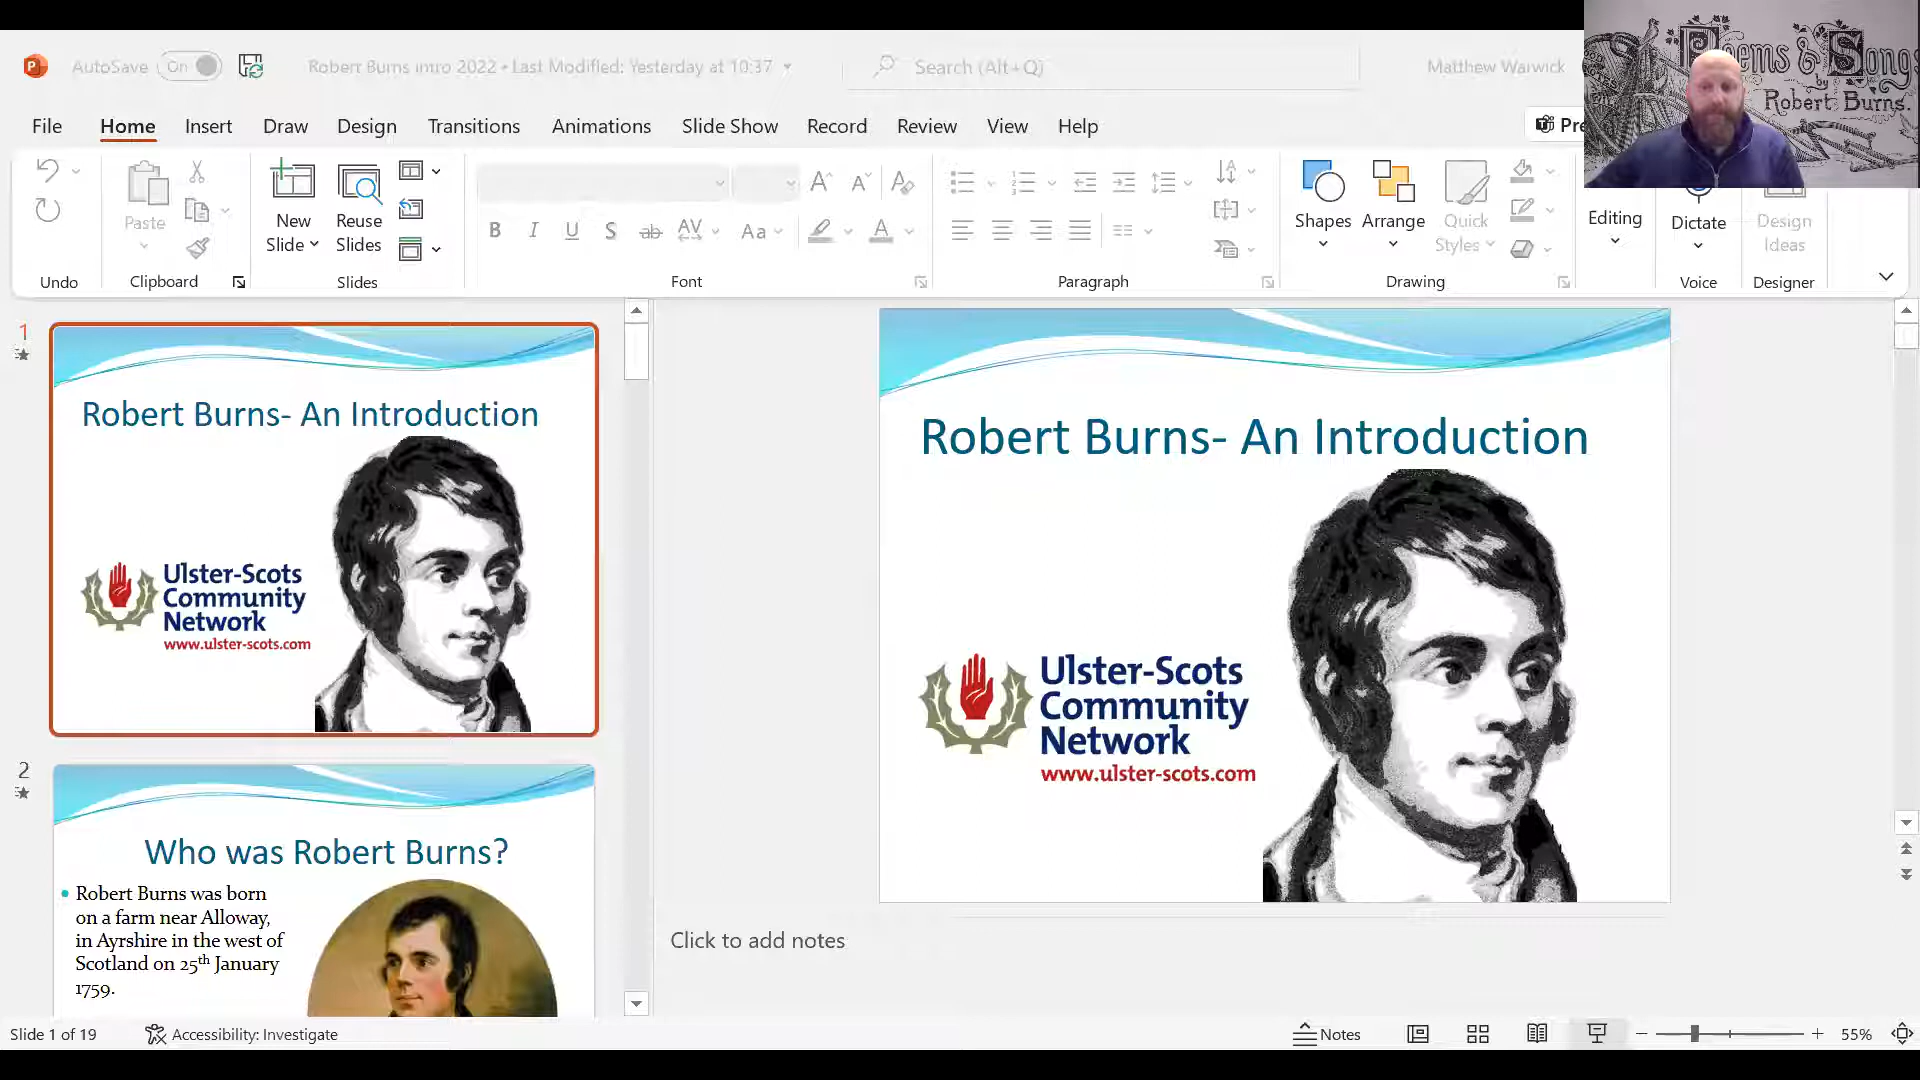 AutoSave On Robert Burns intro 2022 • Last Modified: Yesterday at 10:37 Search (Alt+Q) Matthew Warwick
Poems & Songs
by
Robert Burns.
File Home Insert Draw Design Transitions Animations Slide Show Record Review View Help
Paste
New
Slide
Reuse
Slides
B I U S ab AV Aa A
Shapes Arrange Quick
Styles
Editing Dictate Design
Ideas
Undo Clipboard Slides Font Paragraph Drawing Voice Designer
1
Robert Burns- An Introduction
Ulster-Scots
Community
Network
www.ulster-scots.com
2
Who was Robert Burns?
• Robert Burns was born
on a farm near Alloway,
in Ayrshire in the west of
Scotland on 25th January
1759.
Robert Burns- An Introduction
Ulster-Scots
Community
Network
www.ulster-scots.com
Click to add notes
Slide 1 of 19 Accessibility: Investigate Notes 55%